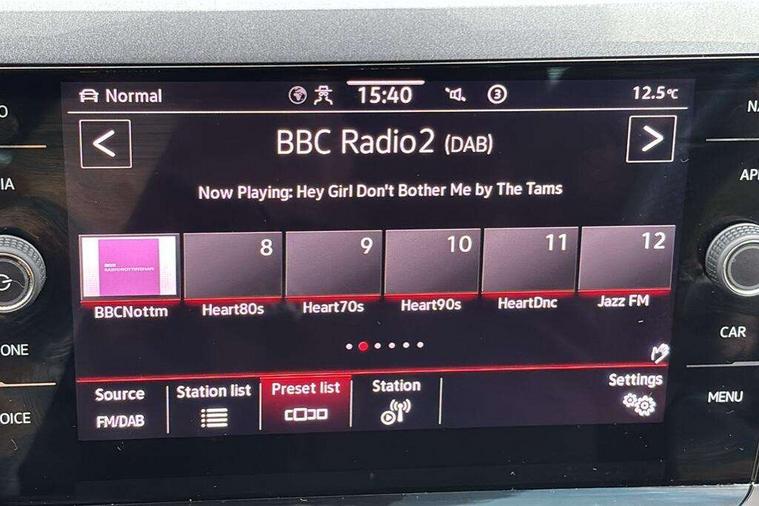 Normal
15:40
3
12.5°C
BBC Radio2 (DAB)
Now Playing: Hey Girl Don't Bother Me by The Tams
BBCNottm
8
Heart80s
9
Heart70s
10
Heart90s
11
HeartDnc
12
Jazz FM
Source
FM/DAB
Station list
Preset list
Station
Settings
CAR
MENU